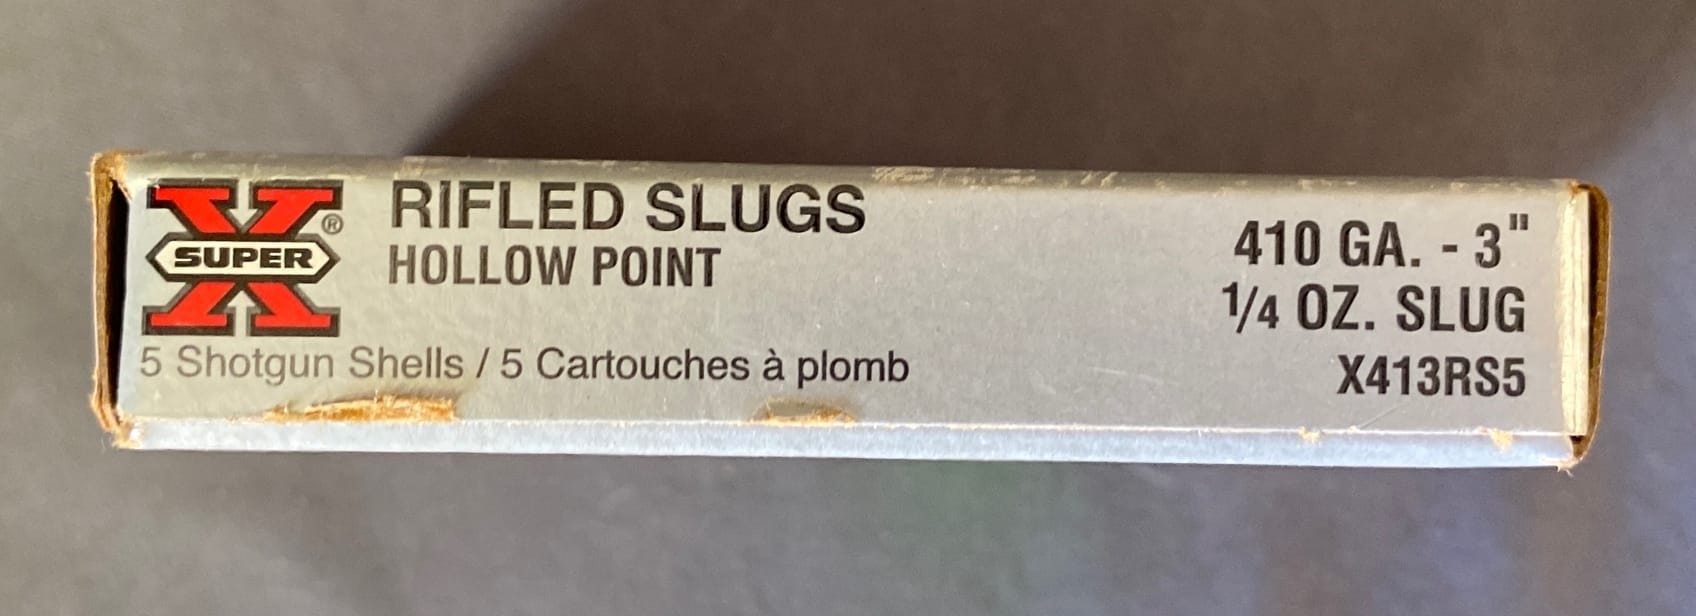 X
SUPER
®
RIFLED SLUGS
HOLLOW POINT
5 Shotgun Shells / 5 Cartouches à plomb
410 GA. - 3"
1/4 OZ. SLUG
X413RS5